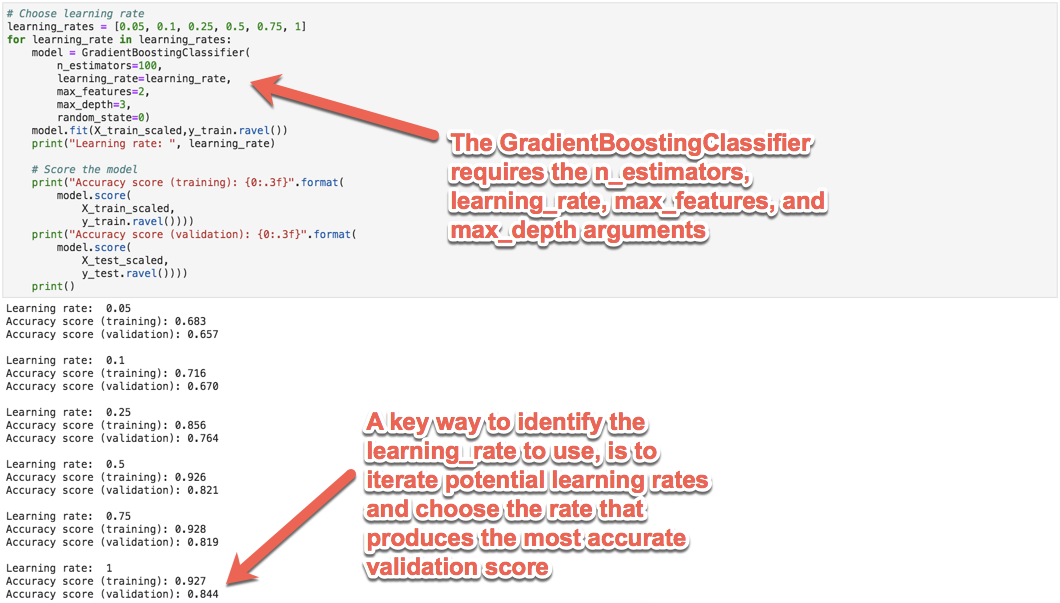 # Choose learning rate
learning_rates = [0.05, 0.1, 0.25, 0.5, 0.75, 1]
for learning_rate in learning_rates:
    model = GradientBoostingClassifier(
        n_estimators=100,
        learning_rate=learning_rate,
        max_features=2,
        max_depth=3,
        random_state=0)
    model.fit(X_train_scaled,y_train.ravel())
    print("Learning rate: ", learning_rate)

    # Score the model
    print("Accuracy score (training): {0:.3f}".format(
        model.score(
            X_train_scaled,
            y_train.ravel())))
    print("Accuracy score (validation): {0:.3f}".format(
        model.score(
            X_test_scaled,
            y_test.ravel())))
    print()
The GradientBoostingClassifier
requires the n_estimators,
learning_rate, max_features, and
max_depth arguments
Learning rate:  0.05
Accuracy score (training): 0.683
Accuracy score (validation): 0.657

Learning rate:  0.1
Accuracy score (training): 0.716
Accuracy score (validation): 0.670

Learning rate:  0.25
Accuracy score (training): 0.856
Accuracy score (validation): 0.764

Learning rate:  0.5
Accuracy score (training): 0.926
Accuracy score (validation): 0.821

Learning rate:  0.75
Accuracy score (training): 0.928
Accuracy score (validation): 0.819

Learning rate:  1
Accuracy score (training): 0.927
Accuracy score (validation): 0.844
A key way to identify the
learning_rate to use, is to
iterate potential learning rates
and choose the rate that
produces the most accurate
validation score